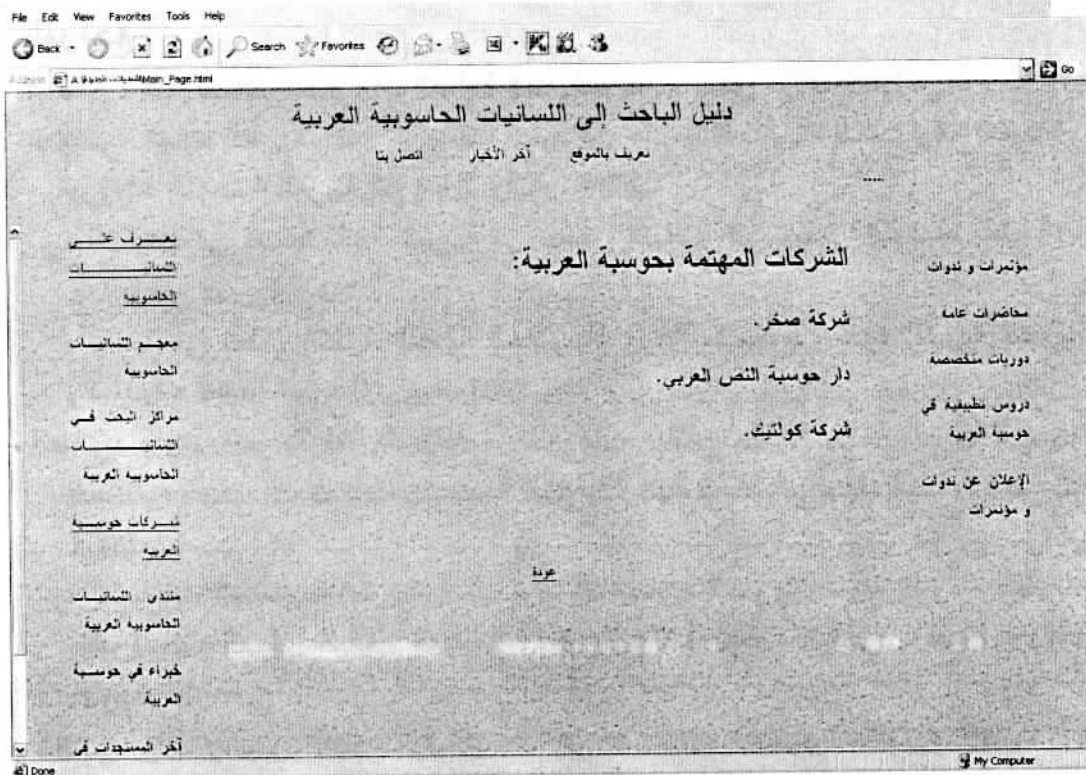 File Edit View Favorites Tools Help
Back Search Favorites
Main_Page.html Go
دليل الباحث إلى اللسانيات الحاسوبية العربية
تعريف بالموقع آخر الأخبار اتصل بنا
مؤتمرات و ندوات
محاضرات عامة
دوريات متخصصة
دروس تطبيقية في
حوسبة العربية
الإعلان عن ندوات
و مؤتمرات
الشركات المهتمة بحوسبة العربية:
شركة صخر.
دار حوسبة النص العربي.
شركة كولتيك.
عودة
تعرف على
اللسانيات
الحاسوبية
معجم اللسانيات
الحاسوبية
مراكز البحث في
اللسانيات
الحاسوبية العربية
شركات حوسبة
العربية
منتدى اللسانيات
الحاسوبية العربية
خبراء في حوسبة
العربية
آخر المستجدات في
Done My Computer